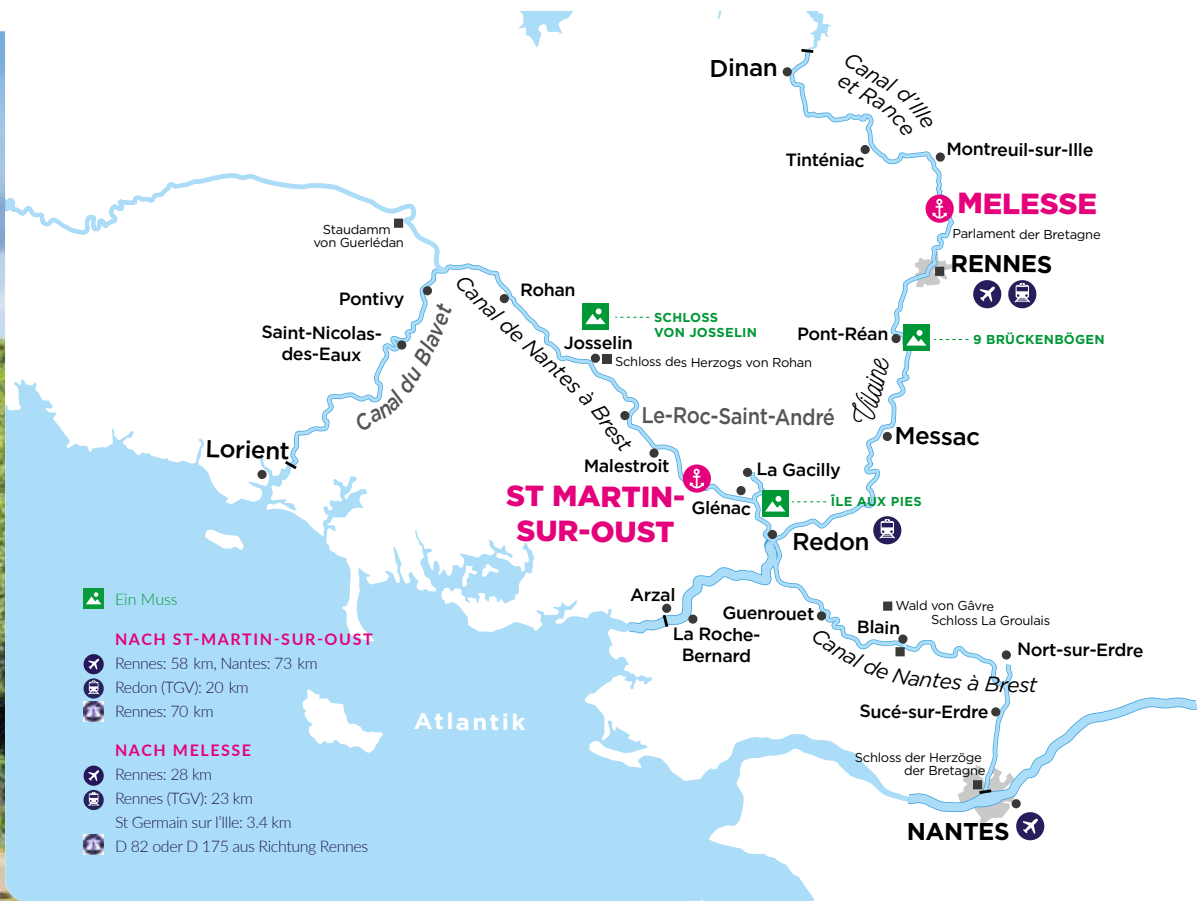 Dinan
Canal d'Ille
et Rance
Tinténiac
Montreuil-sur-Ille
MELESSE
Parlament der Bretagne
RENNES
Staudamm
von Guerlédan
Pontivy
Rohan
SCHLOSS
VON JOSSELIN
Saint-Nicolas-
des-Eaux
Canal du Blavet
Canal de Nantes à Brest
Josselin
Schloss des Herzogs von Rohan
Pont-Réan
9 BRÜCKENBÖGEN
Vilaine
Le-Roc-Saint-André
Messac
Lorient
Malestroit
La Gacilly
ST MARTIN-
SUR-OUST
Glénac
ÎLE AUX PIES
Redon
Arzal
La Roche-
Bernard
Guenrouet
Wald von Gâvre
Schloss La Groulais
Blain
Nort-sur-Erdre
Canal de Nantes à Brest
Sucé-sur-Erdre
Atlantik
Schloss der Herzöge
der Bretagne
NANTES
Ein Muss
NACH ST-MARTIN-SUR-OUST
Rennes: 58 km, Nantes: 73 km
Redon (TGV): 20 km
Rennes: 70 km
NACH MELESSE
Rennes: 28 km
Rennes (TGV): 23 km
St Germain sur l'Ille: 3.4 km
D 82 oder D 175 aus Richtung Rennes